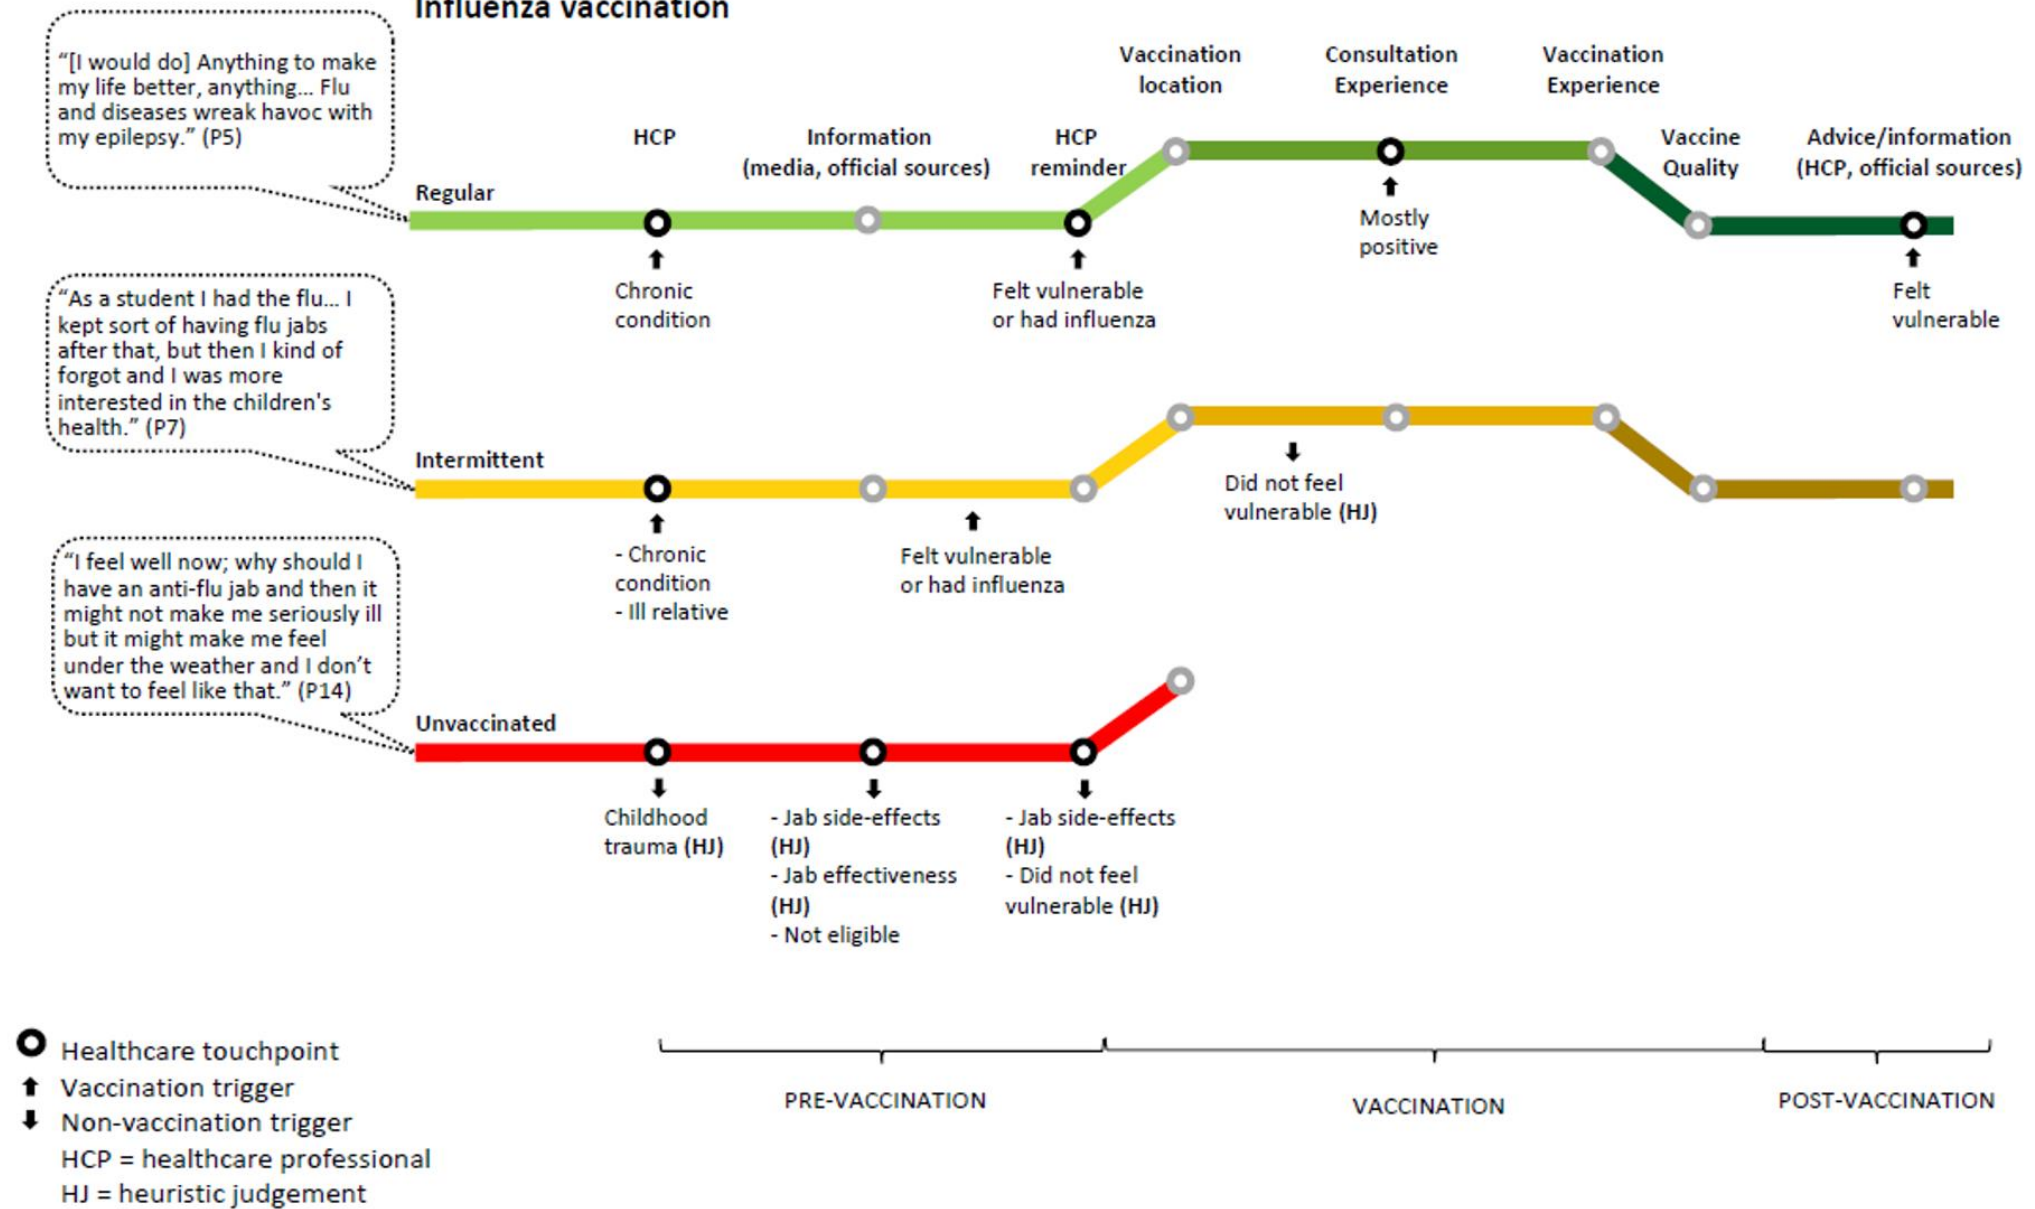 Influenza vaccination
“[I would do] Anything to make
my life better, anything... Flu
and diseases wreak havoc with
my epilepsy.” (P5)
Vaccination
location
Consultation
Experience
Vaccination
Experience
HCP
Information
(media, official sources)
HCP
reminder
Vaccine
Quality
Advice/information
(HCP, official sources)
Regular
Chronic
condition
Felt vulnerable
or had influenza
Mostly
positive
Felt
vulnerable
“As a student I had the flu... I
kept sort of having flu jabs
after that, but then I kind of
forgot and I was more
interested in the children's
health.” (P7)
Intermittent
- Chronic
condition
- Ill relative
Felt vulnerable
or had influenza
Did not feel
vulnerable (HJ)
“I feel well now; why should I
have an anti-flu jab and then it
might not make me seriously ill
but it might make me feel
under the weather and I don’t
want to feel like that.” (P14)
Unvaccinated
Childhood
trauma (HJ)
- Jab side-effects
(HJ)
- Jab effectiveness
(HJ)
- Not eligible
- Jab side-effects
(HJ)
- Did not feel
vulnerable (HJ)
Healthcare touchpoint
Vaccination trigger
Non-vaccination trigger
HCP = healthcare professional
HJ = heuristic judgement
PRE-VACCINATION
VACCINATION
POST-VACCINATION